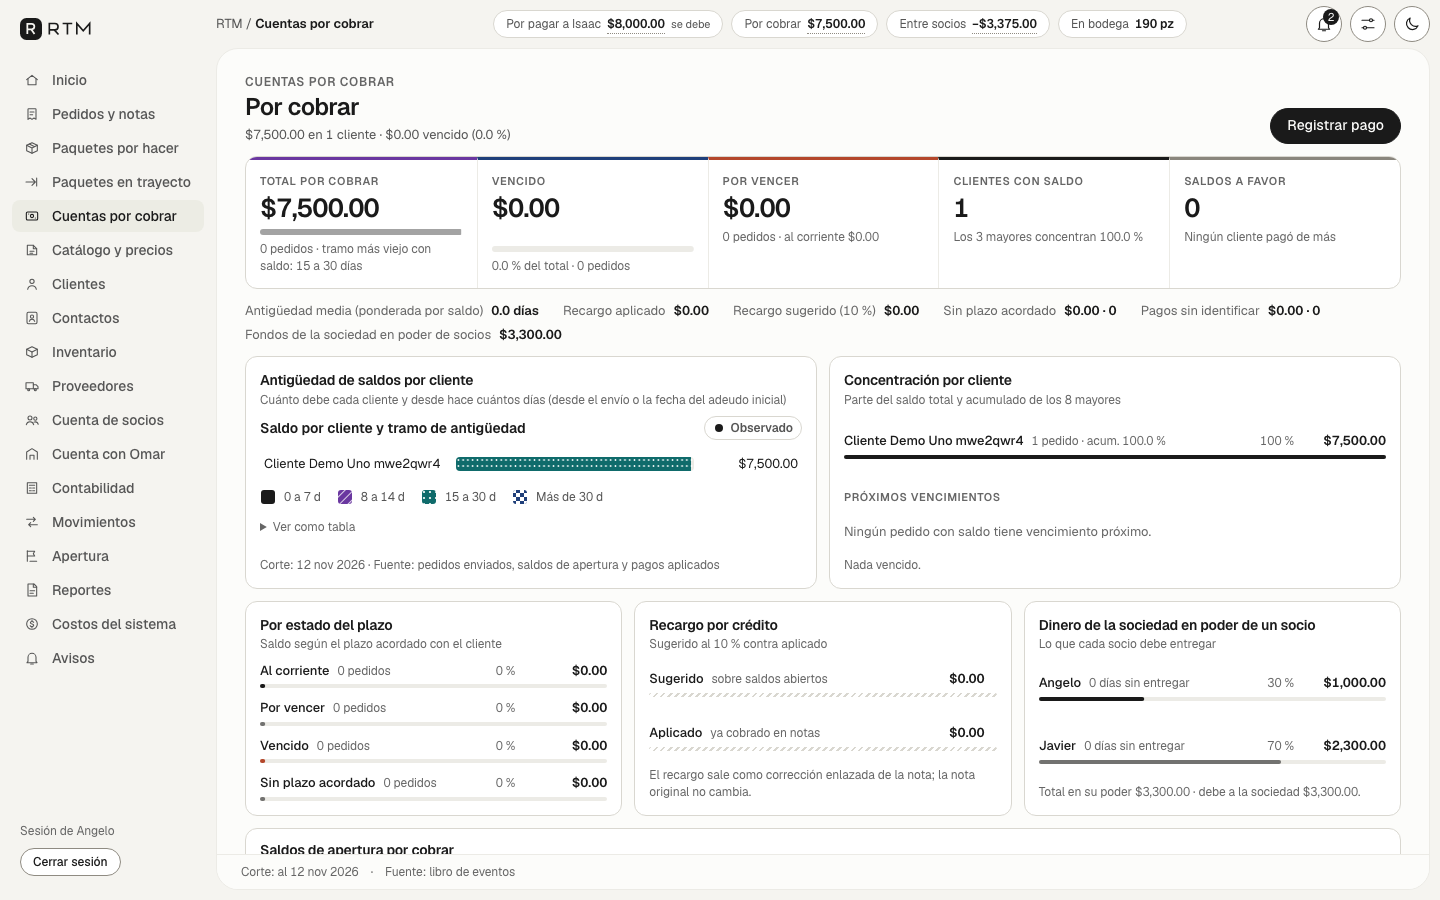 RTM
RTM / Cuentas por cobrar
Por pagar a Isaac $8,000.00 se debe
Por cobrar $7,500.00
Entre socios −$3,375.00
En bodega 190 pz
2
Inicio
Pedidos y notas
Paquetes por hacer
Paquetes en trayecto
Cuentas por cobrar
Catálogo y precios
Clientes
Contactos
Inventario
Proveedores
Cuenta de socios
Cuenta con Omar
Contabilidad
Movimientos
Apertura
Reportes
Costos del sistema
Avisos
Sesión de Angelo
Cerrar sesión
CUENTAS POR COBRAR
Por cobrar
$7,500.00 en 1 cliente · $0.00 vencido (0.0 %)
Registrar pago
TOTAL POR COBRAR
$7,500.00
0 pedidos · tramo más viejo con
saldo: 15 a 30 días
VENCIDO
$0.00
0.0 % del total · 0 pedidos
POR VENCER
$0.00
0 pedidos · al corriente $0.00
CLIENTES CON SALDO
1
Los 3 mayores concentran 100.0 %
SALDOS A FAVOR
0
Ningún cliente pagó de más
Antigüedad media (ponderada por saldo) 0.0 días
Recargo aplicado $0.00
Recargo sugerido (10 %) $0.00
Sin plazo acordado $0.00 · 0
Pagos sin identificar $0.00 · 0
Fondos de la sociedad en poder de socios $3,300.00
Antigüedad de saldos por cliente
Cuánto debe cada cliente y desde hace cuántos días (desde el envío o la fecha del adeudo inicial)
Saldo por cliente y tramo de antigüedad
Observado
Cliente Demo Uno mwe2qwr4 $7,500.00
0 a 7 d
8 a 14 d
15 a 30 d
Más de 30 d
Ver como tabla
Corte: 12 nov 2026 · Fuente: pedidos enviados, saldos de apertura y pagos aplicados
Concentración por cliente
Parte del saldo total y acumulado de los 8 mayores
Cliente Demo Uno mwe2qwr4 1 pedido · acum. 100.0 % 100 % $7,500.00
PRÓXIMOS VENCIMIENTOS
Ningún pedido con saldo tiene vencimiento próximo.
Nada vencido.
Por estado del plazo
Saldo según el plazo acordado con el cliente
Al corriente 0 pedidos 0 % $0.00
Por vencer 0 pedidos 0 % $0.00
Vencido 0 pedidos 0 % $0.00
Sin plazo acordado 0 pedidos 0 % $0.00
Recargo por crédito
Sugerido al 10 % contra aplicado
Sugerido sobre saldos abiertos $0.00
Aplicado ya cobrado en notas $0.00
El recargo sale como corrección enlazada de la nota; la nota
original no cambia.
Dinero de la sociedad en poder de un socio
Lo que cada socio debe entregar
Angelo 0 días sin entregar 30 % $1,000.00
Javier 0 días sin entregar 70 % $2,300.00
Total en su poder $3,300.00 · debe a la sociedad $3,300.00.
Saldos de apertura por cobrar
Corte: al 12 nov 2026 · Fuente: libro de eventos